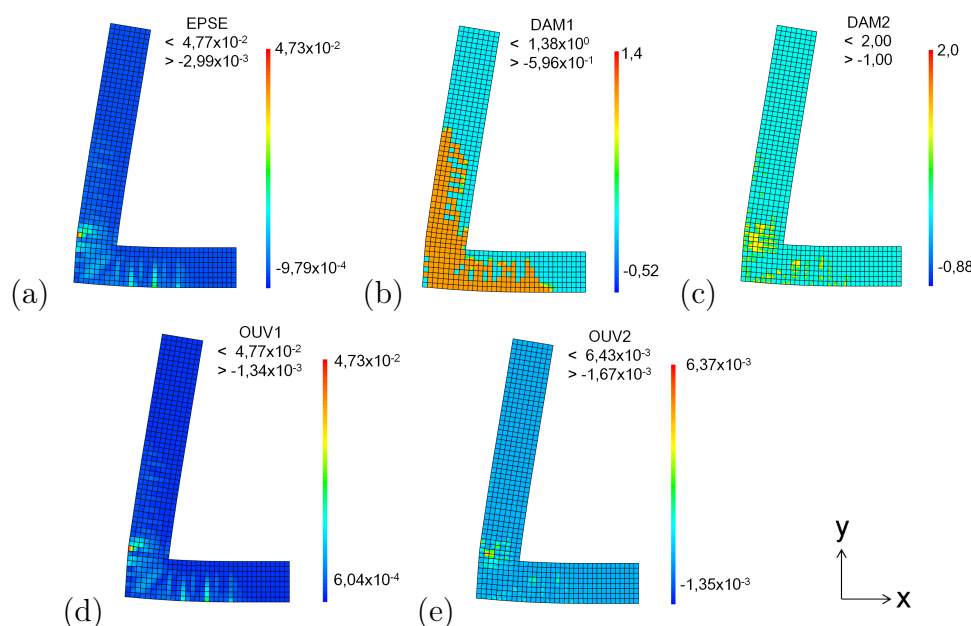 EPSE
< 4,77x10⁻²
> -2,99x10⁻³
4,73x10⁻²
-9,79x10⁻⁴
(a)
DAM1
< 1,38x10⁰
> -5,96x10⁻¹
1,4
-0,52
(b)
DAM2
< 2,00
> -1,00
2,0
-0,88
(c)
OUV1
< 4,77x10⁻²
> -1,34x10⁻³
4,73x10⁻²
6,04x10⁻⁴
(d)
OUV2
< 6,43x10⁻³
> -1,67x10⁻³
6,37x10⁻³
-1,35x10⁻³
(e)
y
x